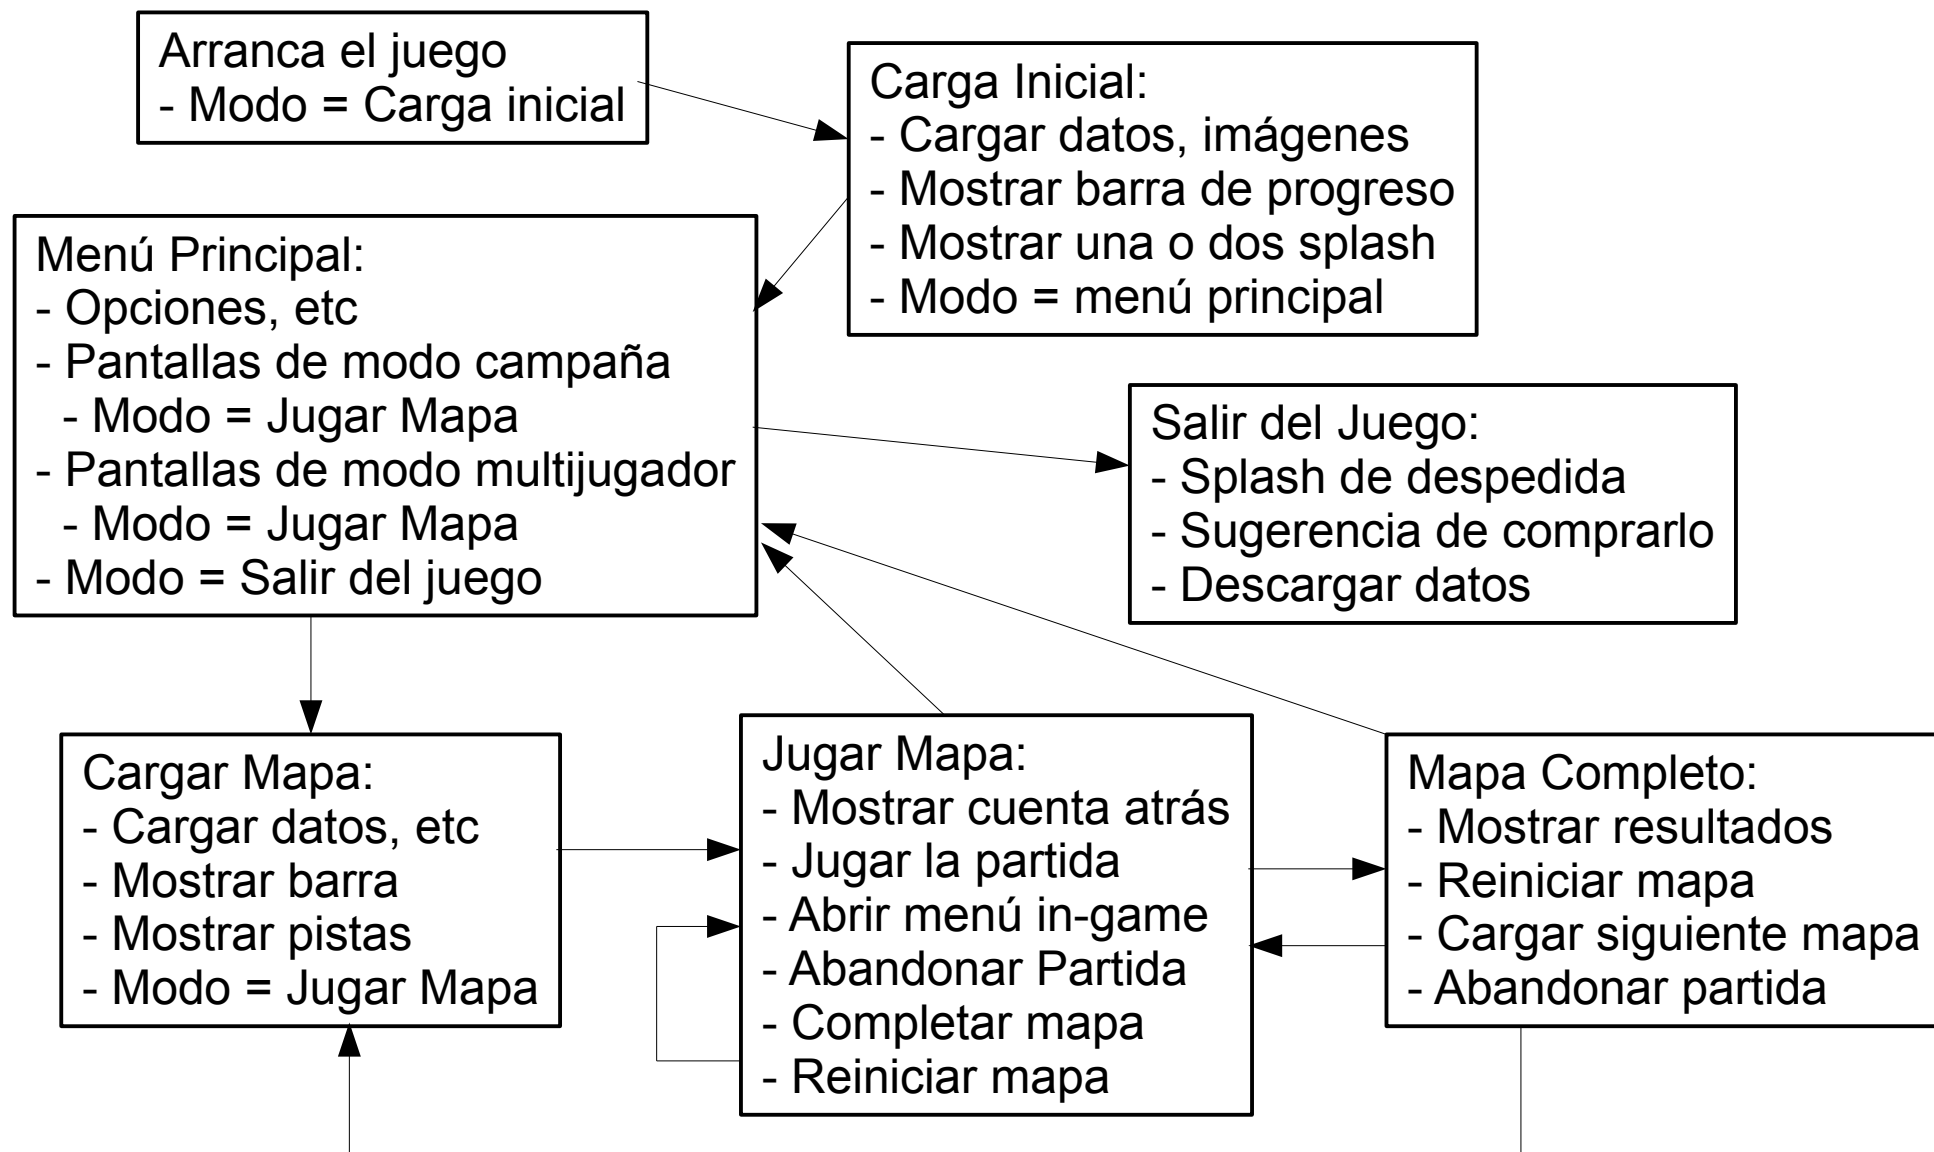 Arranca el juego
- Modo = Carga inicial
Carga Inicial:
- Cargar datos, imágenes
- Mostrar barra de progreso
- Mostrar una o dos splash
- Modo = menú principal
Menú Principal:
- Opciones, etc
- Pantallas de modo campaña
- Modo = Jugar Mapa
- Pantallas de modo multijugador
- Modo = Jugar Mapa
- Modo = Salir del juego
Salir del Juego:
- Splash de despedida
- Sugerencia de comprarlo
- Descargar datos
Cargar Mapa:
- Cargar datos, etc
- Mostrar barra
- Mostrar pistas
- Modo = Jugar Mapa
Jugar Mapa:
- Mostrar cuenta atrás
- Jugar la partida
- Abrir menú in-game
- Abandonar Partida
- Completar mapa
- Reiniciar mapa
Mapa Completo:
- Mostrar resultados
- Reiniciar mapa
- Cargar siguiente mapa
- Abandonar partida